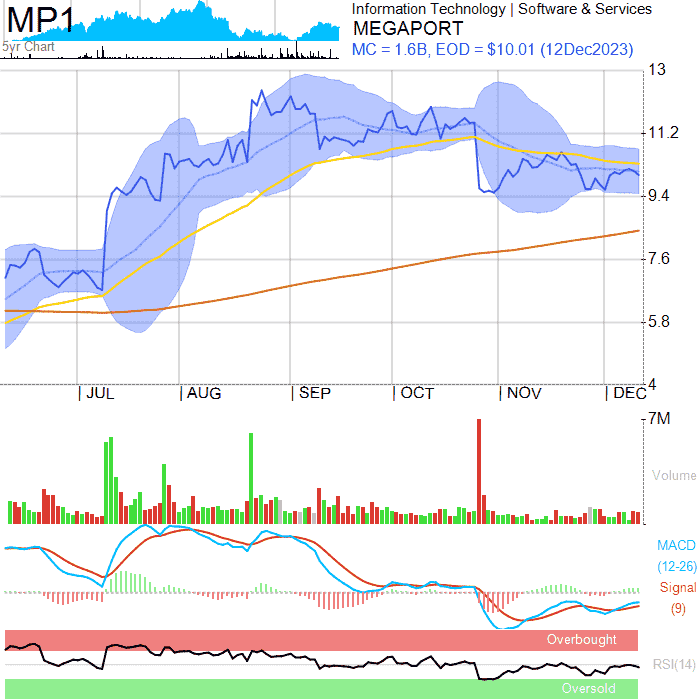 MP1
5yr Chart
Information Technology | Software & Services
MEGAPORT
MC = 1.6B, EOD = $10.01 (12Dec2023)
13
11.2
9.4
7.6
5.8
4
JUL
AUG
SEP
OCT
NOV
DEC
7M
Volume
MACD
(12-26)
Signal
(9)
Overbought
RSI(14)
Oversold